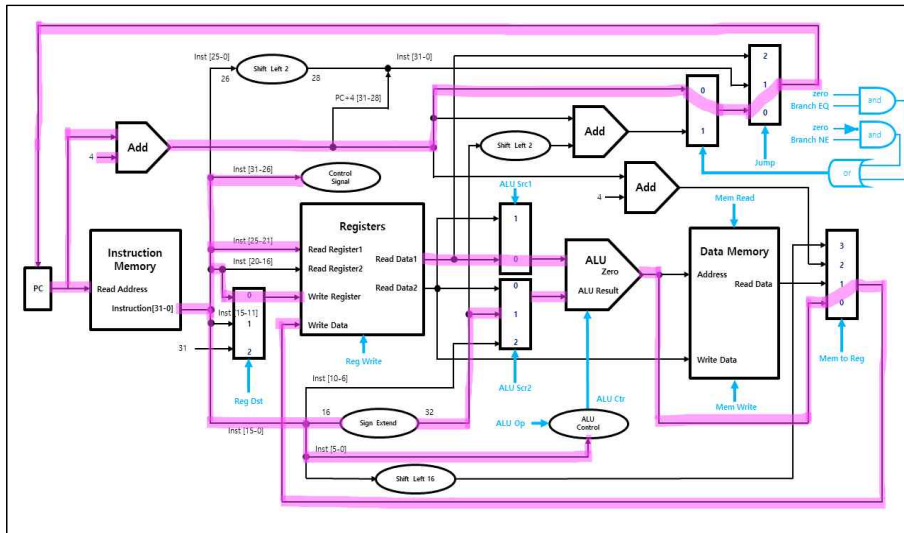 Inst [25-0]
26
Shift Left 2
28
Inst [31-0]
PC+4 [31-28]
2
1
0
0
1
zero
Branch EQ
and
zero
Branch NE
and
or
Jump
Add
4
Shift Left 2
Add
Add
4
Inst [31-26]
Control
Signal
ALU Src1
Mem Read
Registers
Instruction
Memory
Inst [25-21]
Read Register1
Inst [20-16]
Read Register2
Read Data1
Read Data2
Write Register
Write Data
1
0
ALU
Zero
ALU Result
Data Memory
Address
Read Data
Write Data
3
2
1
0
PC
Read Address
Instruction[31-0]
0
Inst [15-11]
1
2
31
Reg Dst
Reg Write
0
1
2
ALU Scr2
Mem to Reg
Mem Write
Inst [10-6]
16
Sign Extend
32
ALU Ctr
ALU Op
ALU
Control
Inst [15-0]
Inst [5-0]
Shift Left 16